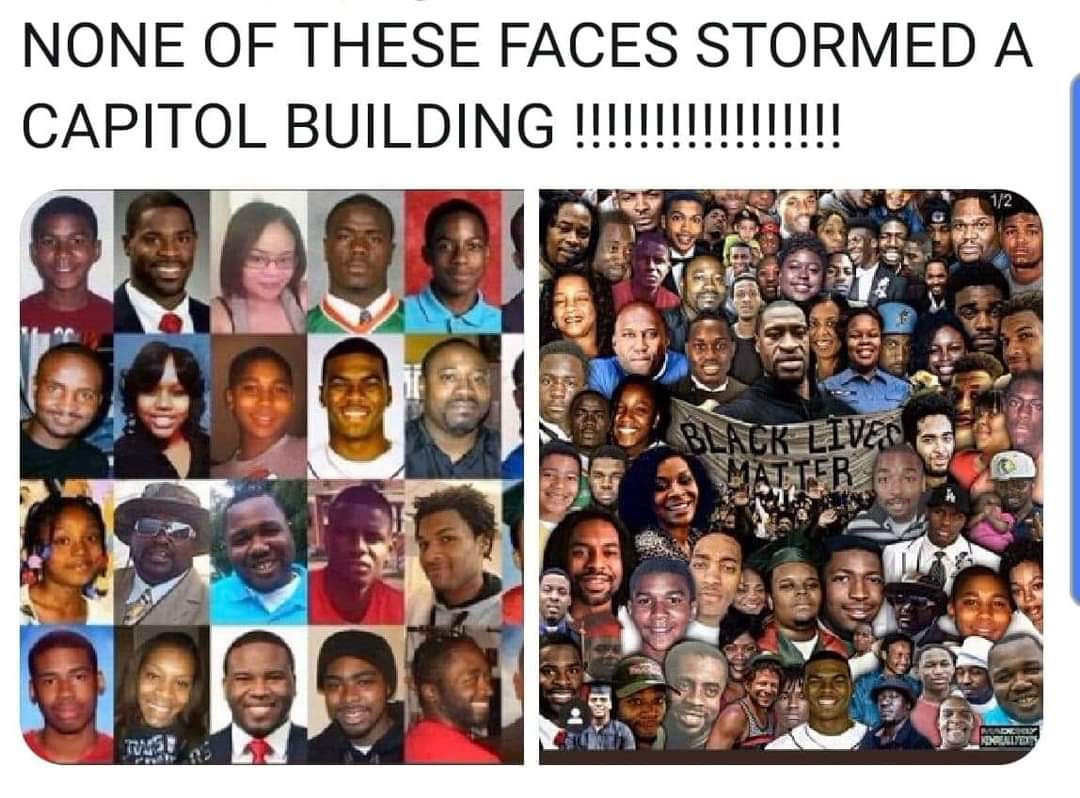 NONE OF THESE FACES STORMED A
CAPITOL BUILDING !!!!!!!!!!!!!!!!!
1/2
BLACK LIVES
MATTER